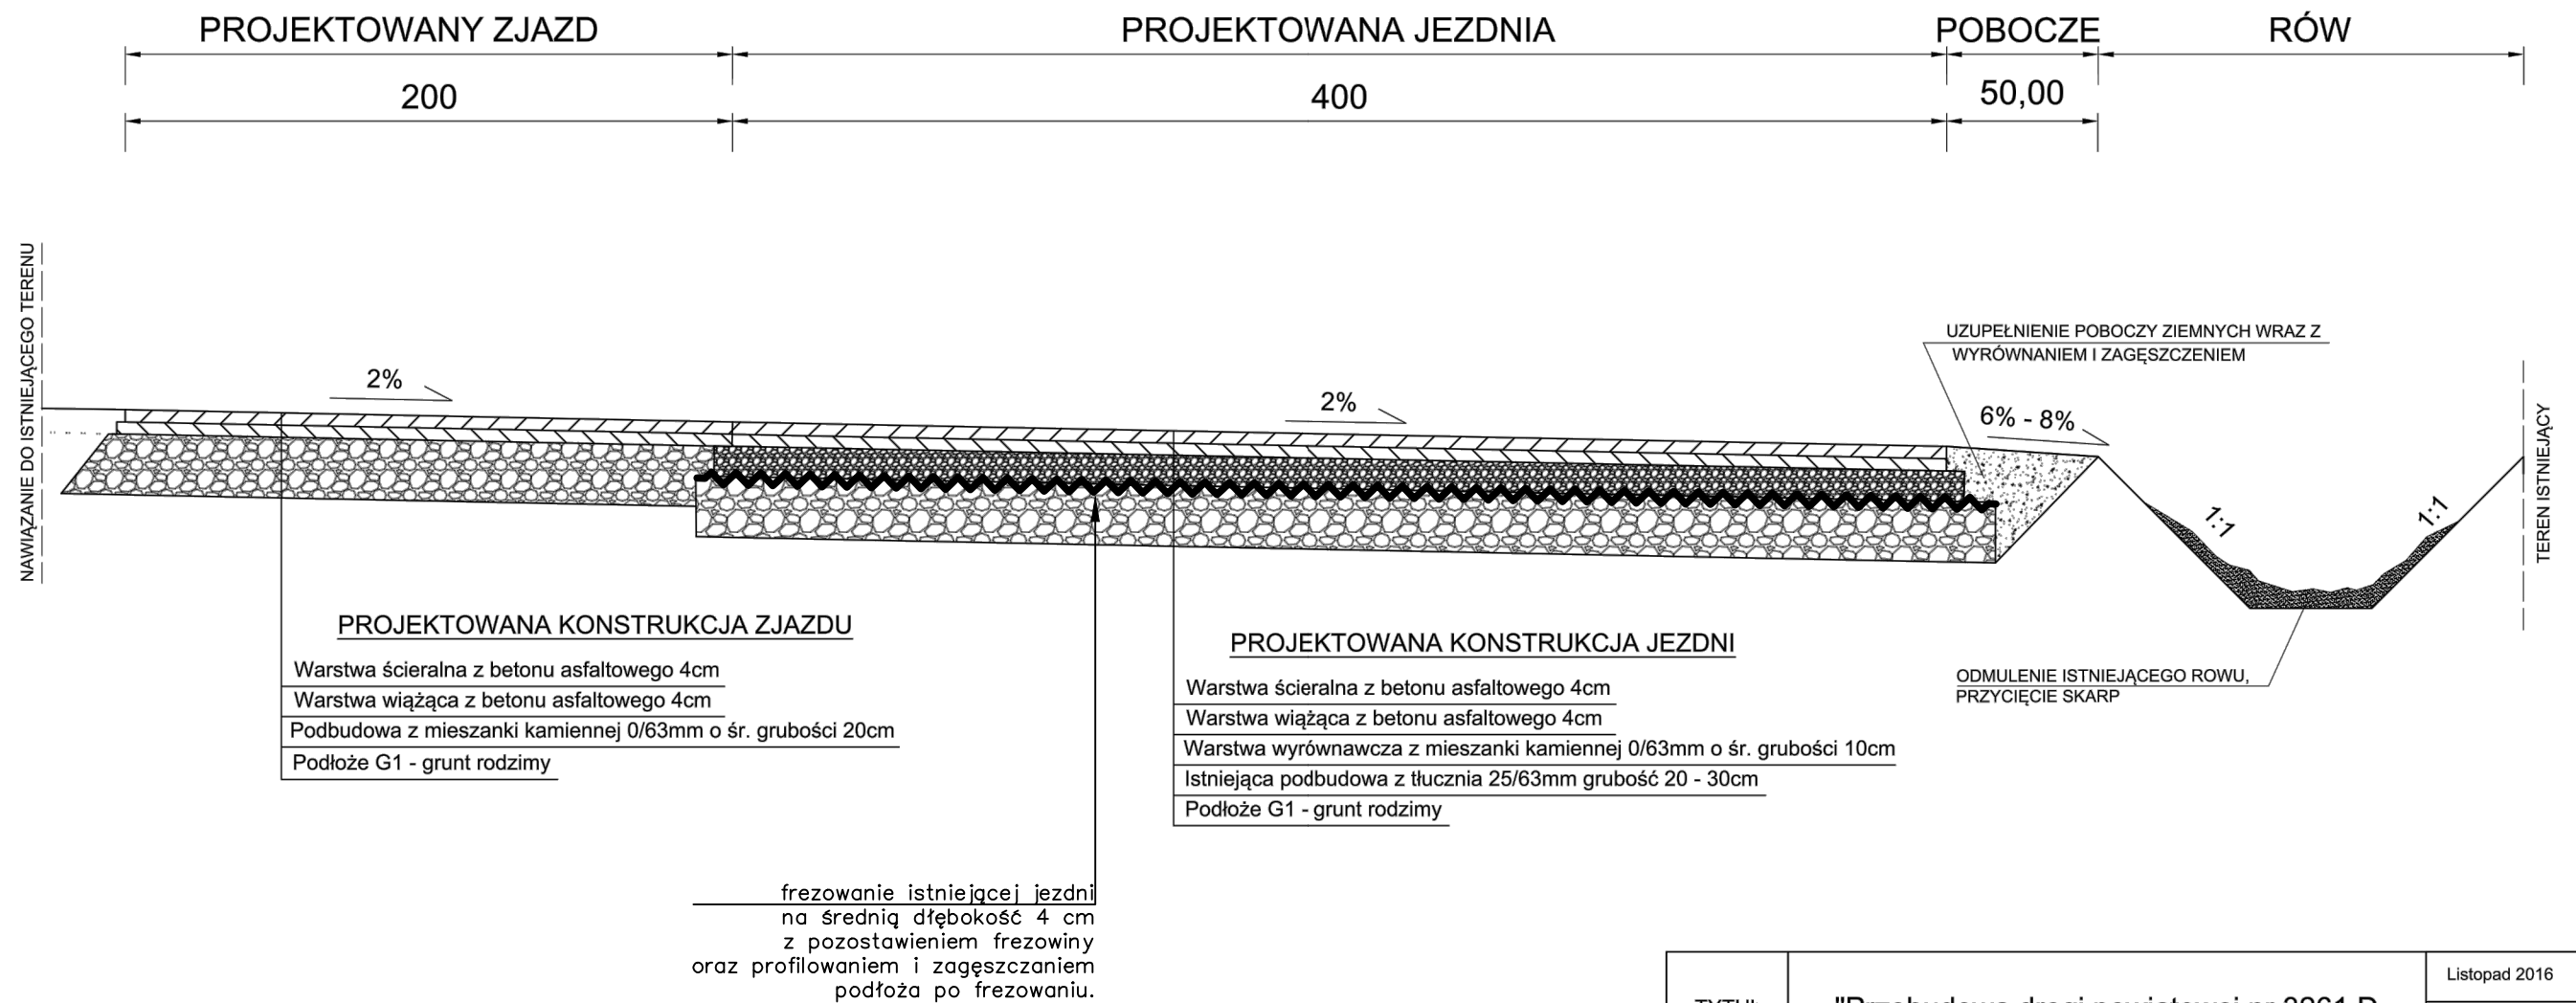 PROJEKTOWANY ZJAZD
PROJEKTOWANA JEZDNIA
POBOCZE
RÓW
200
400
50,00
NAWIĄZANIE DO ISTNIEJĄCEGO TERENU
2%
2%
UZUPEŁNIENIE POBOCZY ZIEMNYCH WRAZ Z
WYRÓWNANIEM I ZAGĘSZCZENIEM
6% - 8%
1:1
1:1
TEREN ISTNIEJĄCY
PROJEKTOWANA KONSTRUKCJA ZJAZDU
Warstwa ścieralna z betonu asfaltowego 4cm
Warstwa wiążąca z betonu asfaltowego 4cm
Podbudowa z mieszanki kamiennej 0/63mm o śr. grubości 20cm
Podłoże G1 - grunt rodzimy
PROJEKTOWANA KONSTRUKCJA JEZDNI
Warstwa ścieralna z betonu asfaltowego 4cm
Warstwa wiążąca z betonu asfaltowego 4cm
Warstwa wyrównawcza z mieszanki kamiennej 0/63mm o śr. grubości 10cm
Istniejąca podbudowa z tłucznia 25/63mm grubość 20 - 30cm
Podłoże G1 - grunt rodzimy
ODMULENIE ISTNIEJĄCEGO ROWU,
PRZYCIĘCIE SKARP
frezowanie istniejącej jezdni
na średnią dłębokość 4 cm
z pozostawieniem frezowiny
oraz profilowaniem i zagęszczaniem
podłoża po frezowaniu.
Listopad 2016
"Przebudowa drogi powiatowej nr